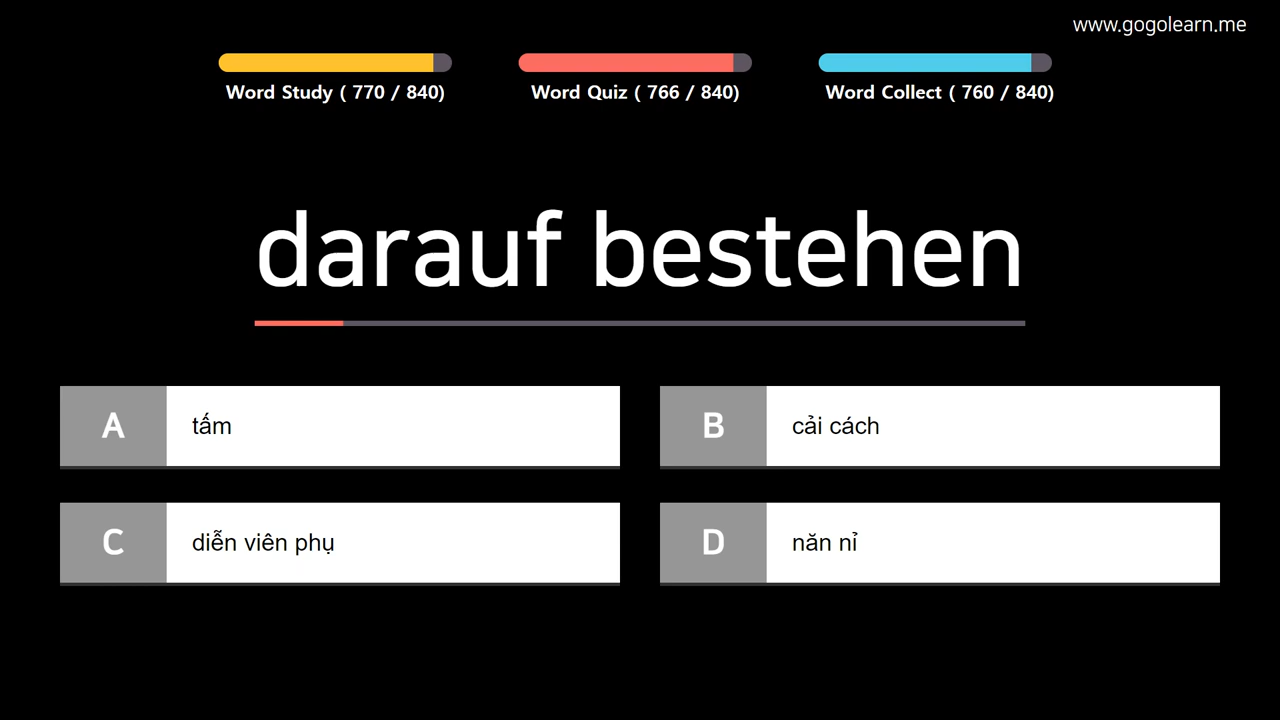 www.gogolearn.me
Word Study ( 770 / 840)
Word Quiz ( 766 / 840)
Word Collect ( 760 / 840)
darauf bestehen
A tấm
B cải cách
C diễn viên phụ
D năn nỉ